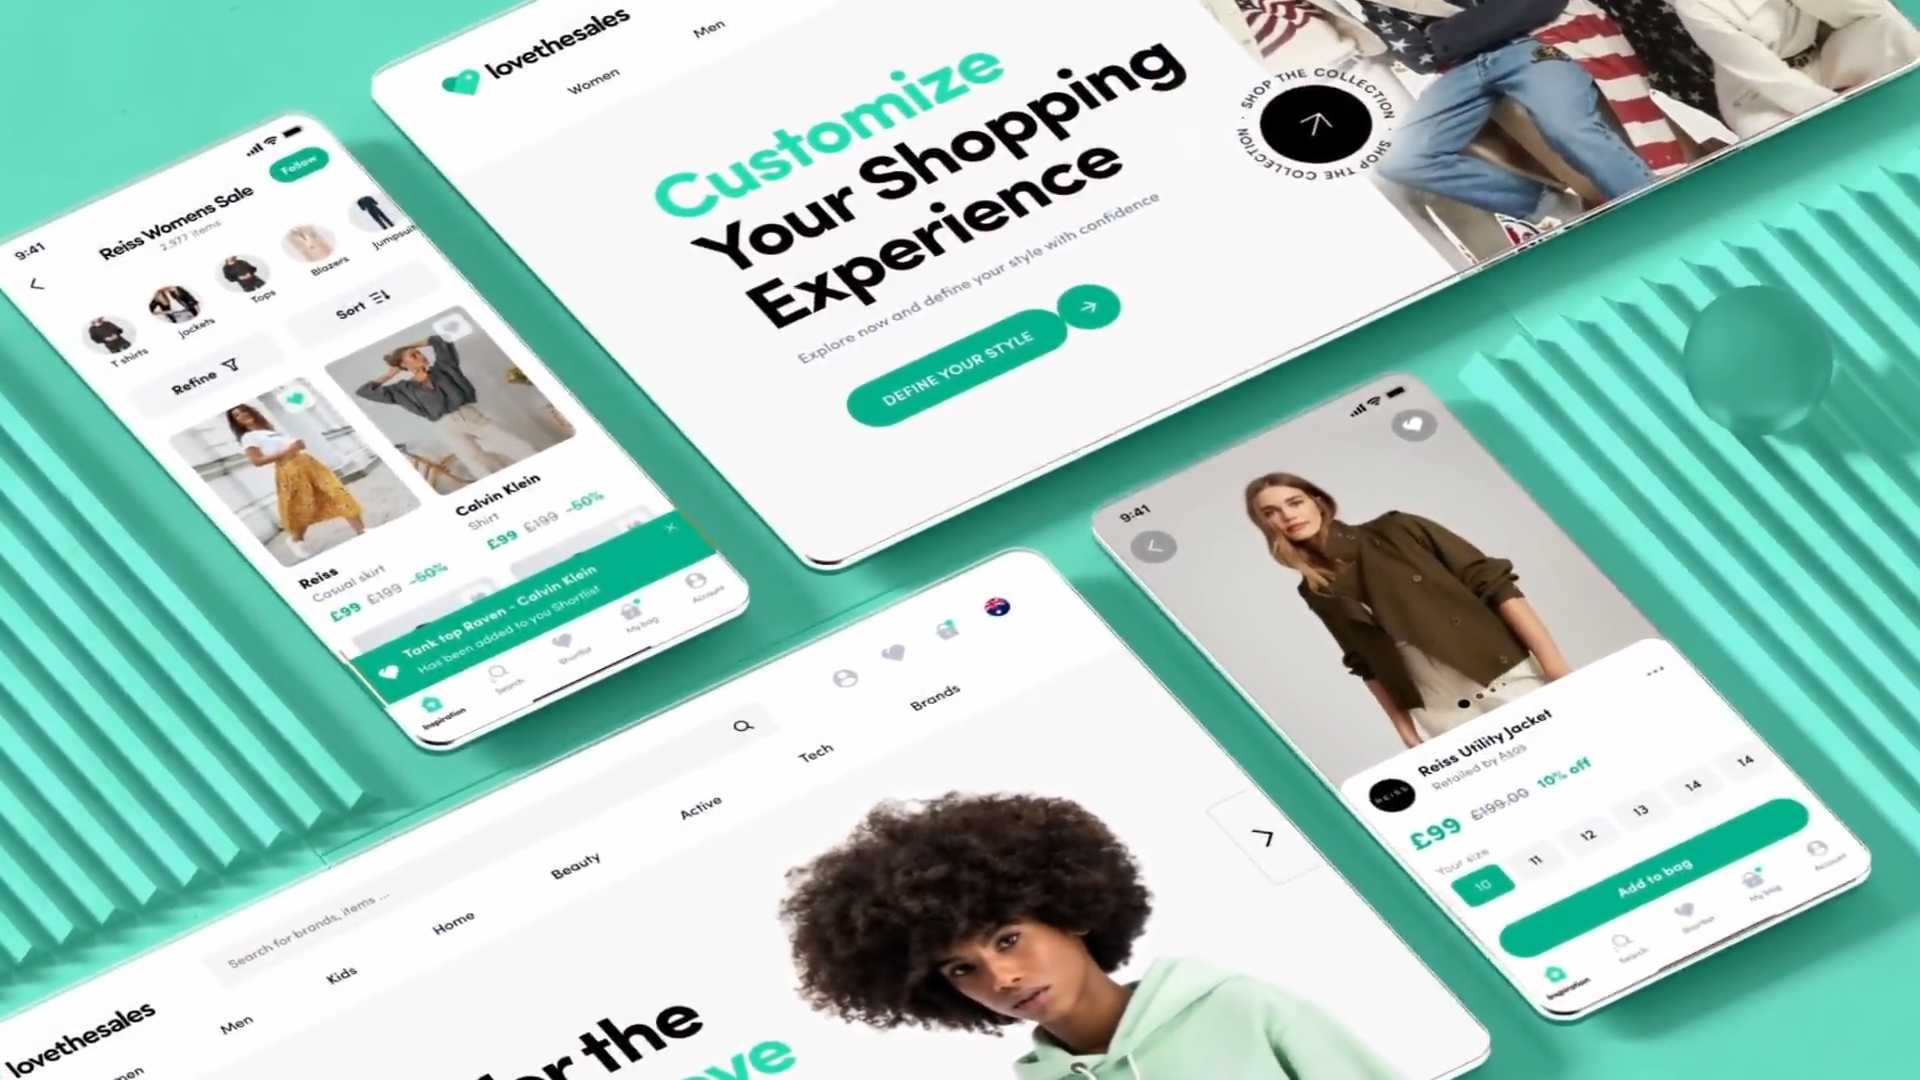 lovethesales
Men
Women
Customize
Your Shopping
Experience
Explore now and define your style with confidence
DEFINE YOUR STYLE
SHOP THE COLLECTION · SHOP THE COLLECTION ·
9:41
Follow
Reiss Womens Sale
2,977 items
T shirts
Jackets
Tops
Blazers
Jumpsuit
Refine
Sort
Reiss
Casual skirt
£99 £199 -50%
Calvin Klein
Shirt
£99 £199 -50%
Tank top Raven - Calvin Klein
Has been added to you Shortlist
Inspiration
Search
Shortlist
My bag
Account
9:41
Reiss Utility Jacket
Retailed by Asos
REISS
£99 £199.00 10% off
Your size
10 11 12 13 14 14
Add to bag
Inspiration
Search
Shortlist
My bag
Account
Search for brands, items ...
lovethesales
Men
Kids
Home
Beauty
Active
Tech
Brands
for the